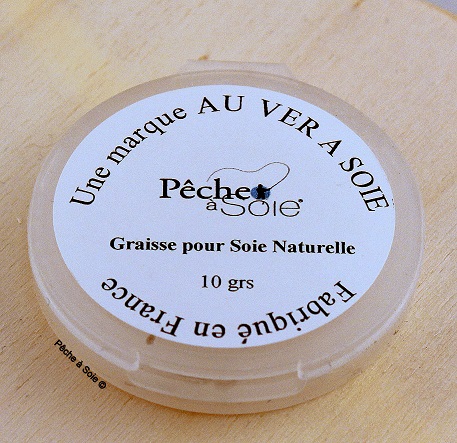 Une marque AU VER A SOIE
Pêche
à Soie
Graisse pour Soie Naturelle
10 grs
Fabriqué en France
Pêche à Soie ©